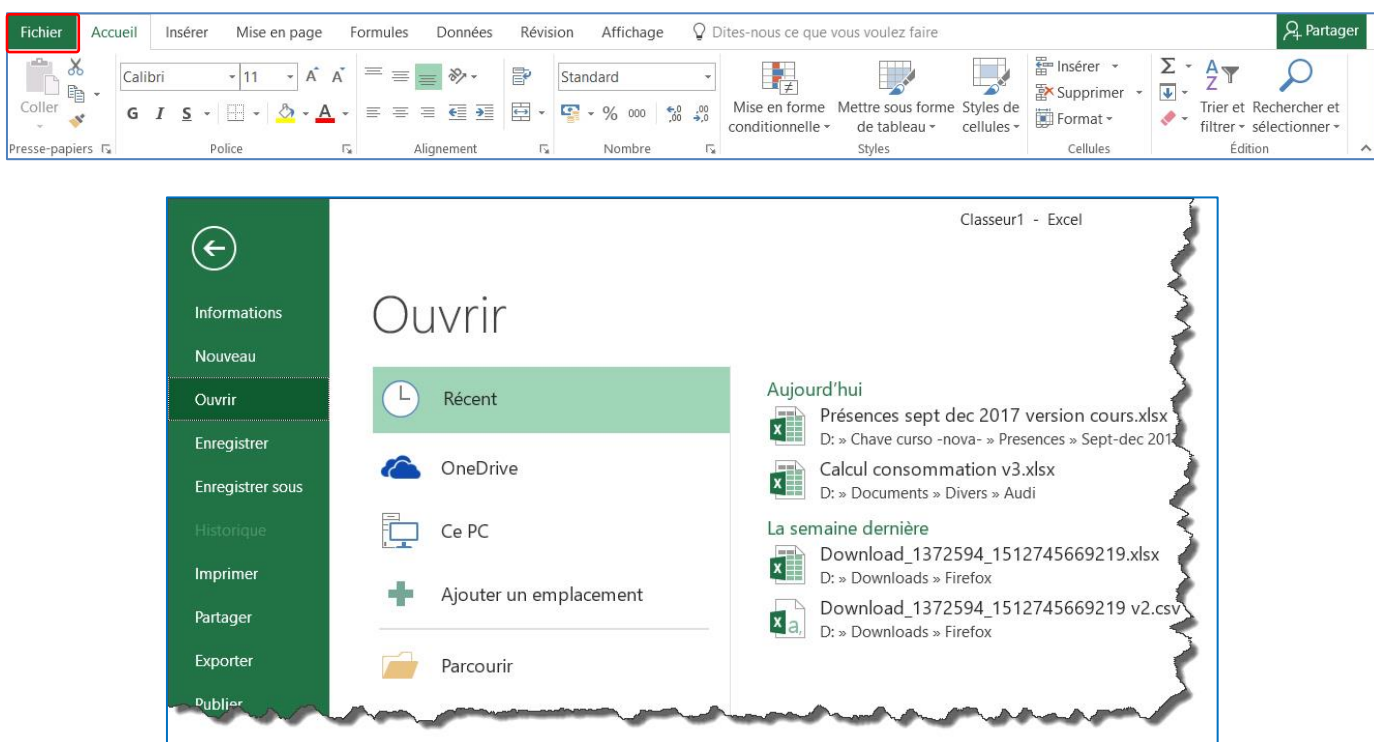 Fichier Accueil Insérer Mise en page Formules Données Révision Affichage Dites-nous ce que vous voulez faire Partager
Coller
Calibri 11 A A
Standard
G I S A
% 000
Mise en forme conditionnelle
Mettre sous forme de tableau
Styles de cellules
Insérer
Supprimer
Format
Σ
Trier et filtrer
Rechercher et sélectionner
Presse-papiers Police Alignement Nombre Styles Cellules Édition
Classeur1 - Excel
Informations
Nouveau
Ouvrir
Enregistrer
Enregistrer sous
Historique
Imprimer
Partager
Exporter
Publier
Ouvrir
Récent
OneDrive
Ce PC
Ajouter un emplacement
Parcourir
Aujourd'hui
Présences sept dec 2017 version cours.xlsx
D: » Chave curso -nova- » Presences » Sept-dec 201
Calcul consommation v3.xlsx
D: » Documents » Divers » Audi
La semaine dernière
Download_1372594_1512745669219.xlsx
D: » Downloads » Firefox
Download_1372594_1512745669219 v2.csv
D: » Downloads » Firefox